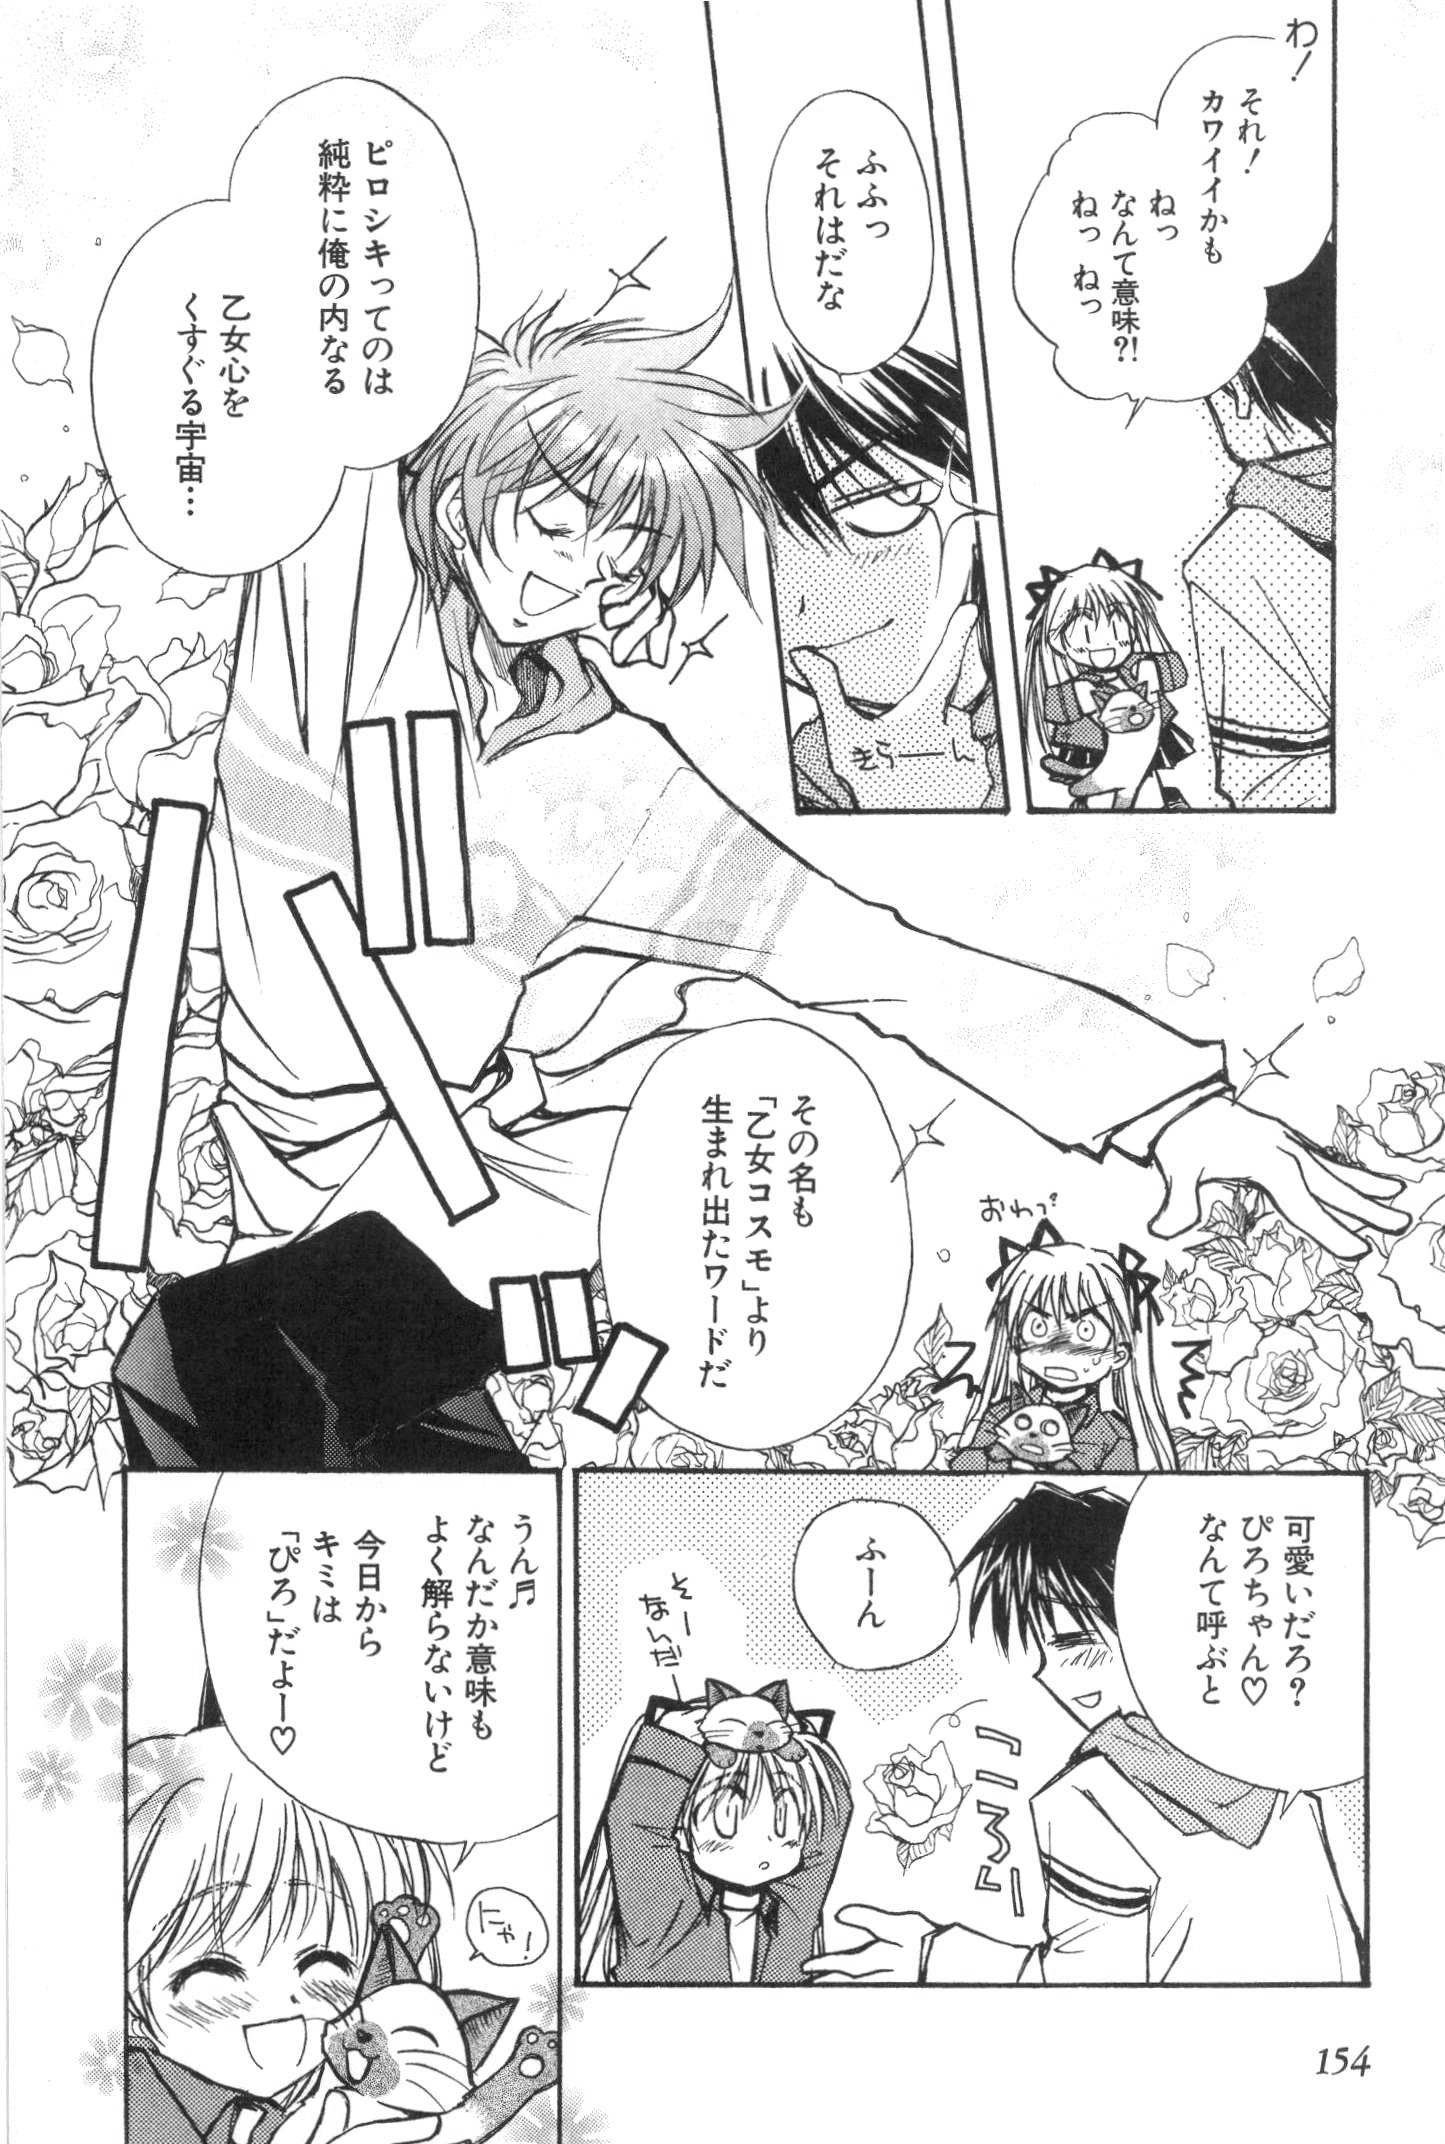 わ！
それ！
カワイイかも
ねっ
なんて意味?!
ねっ ねっ
ふふっ
それはだな
きらーーん
ピロシキってのは
純粋に俺の内なる
乙女心を
くすぐる宇宙…
その名も
「乙女コスモ」より
生まれ出たワードだ
おわっ?
可愛いだろ？
ぴろちゃん♡
なんて呼ぶと
『ころ』
ふーん
そー
なんだー
うん♬
なんだか意味も
よく解らないけど
今日から
キミは
「ぴろ」だよー♡
にゃ！
154